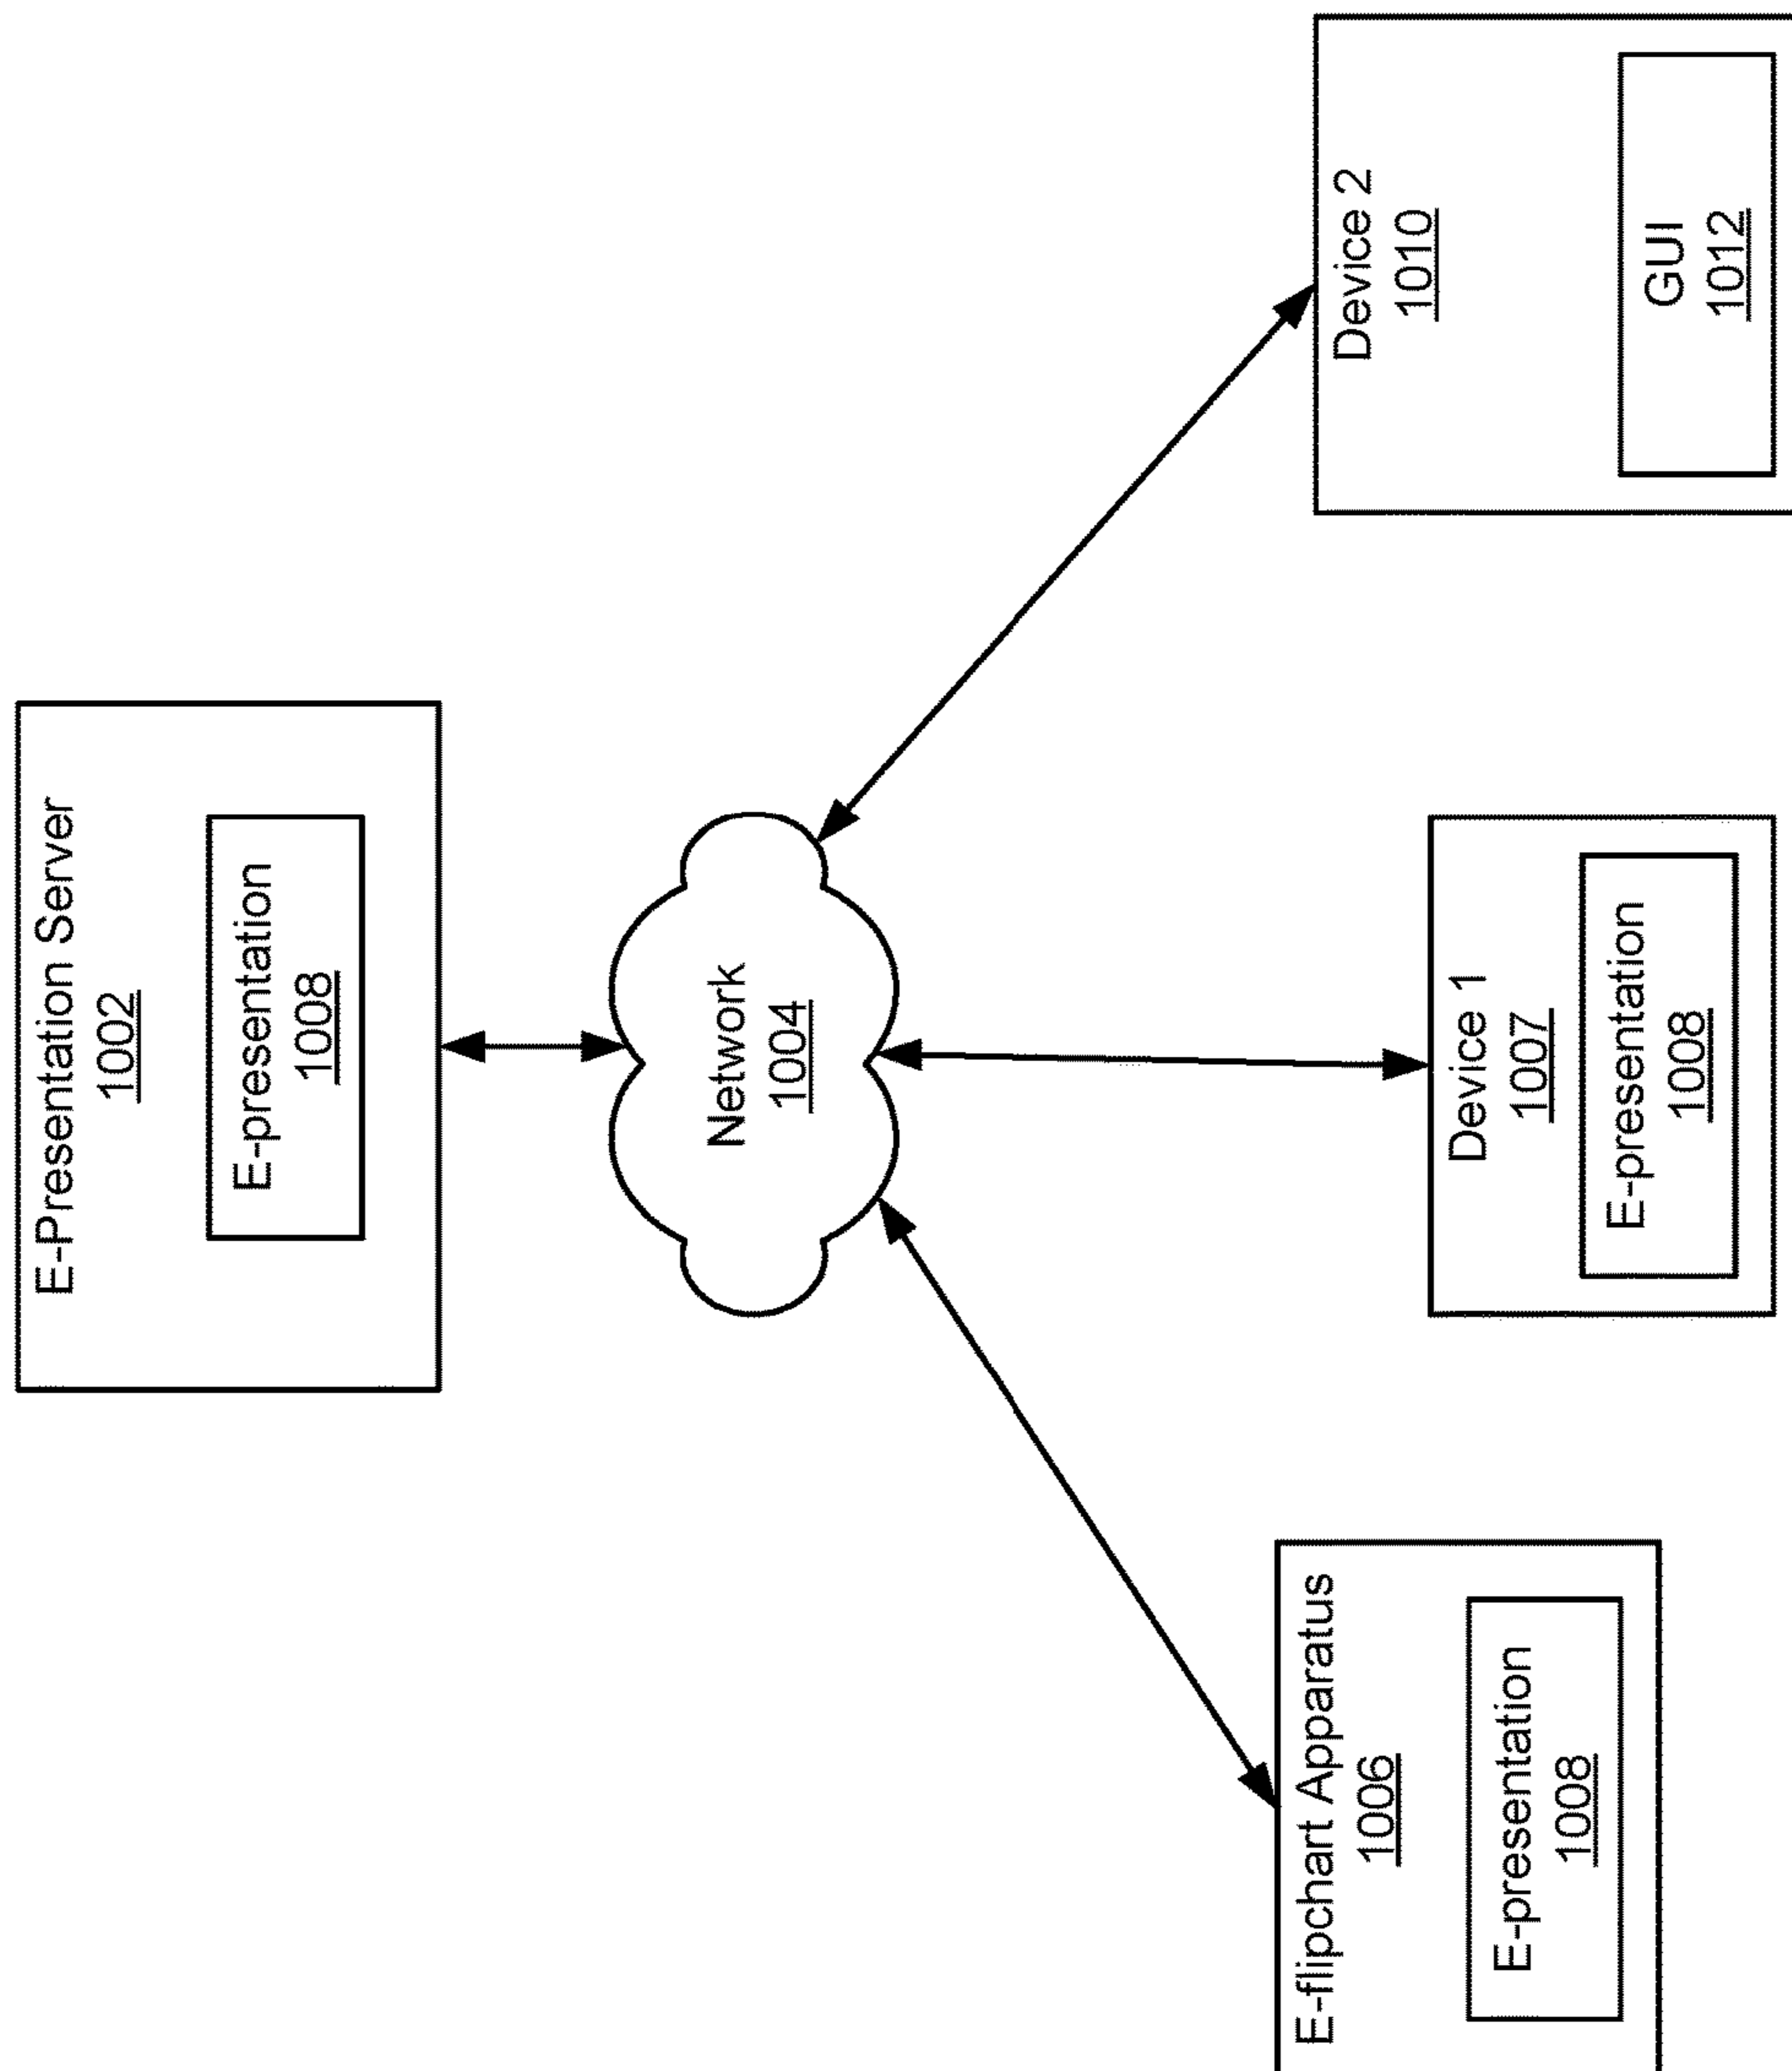 E-Presentation Server
1002
E-presentation
1008
Network
1004
E-flipchart Apparatus
1006
E-presentation
1008
Device 1
1007
E-presentation
1008
Device 2
1010
GUI
1012